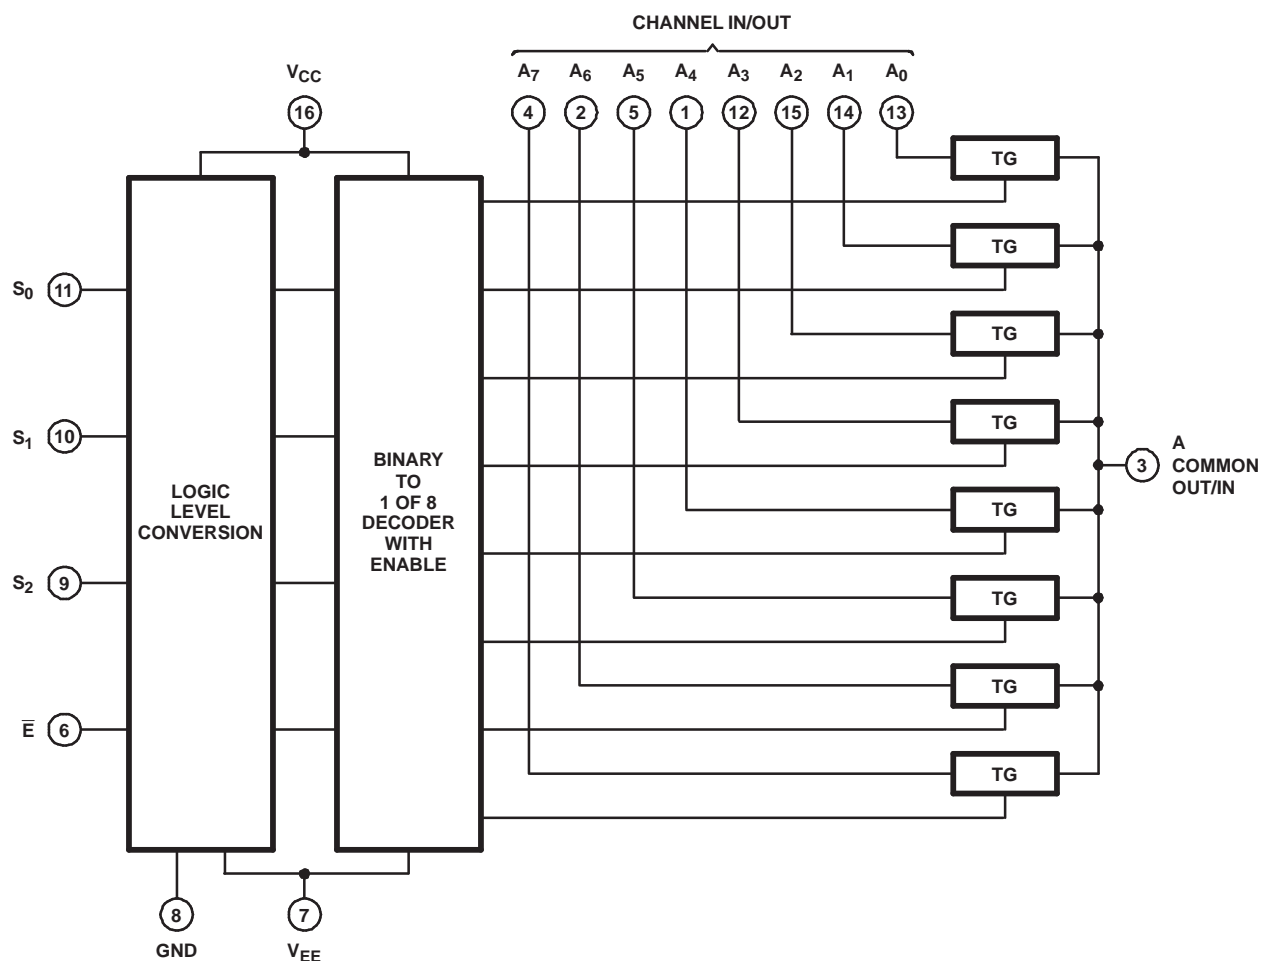 CHANNEL IN/OUT
VCC
A7 A6 A5 A4 A3 A2 A1 A0
16
4 2 5 1 12 15 14 13
TG
TG
S0 11
TG
TG
S1 10
BINARY
TO
1 OF 8
DECODER
WITH
ENABLE
3
A
COMMON
OUT/IN
LOGIC
LEVEL
CONVERSION
TG
S2 9
TG
TG
E̅ 6
TG
8
7
GND
VEE